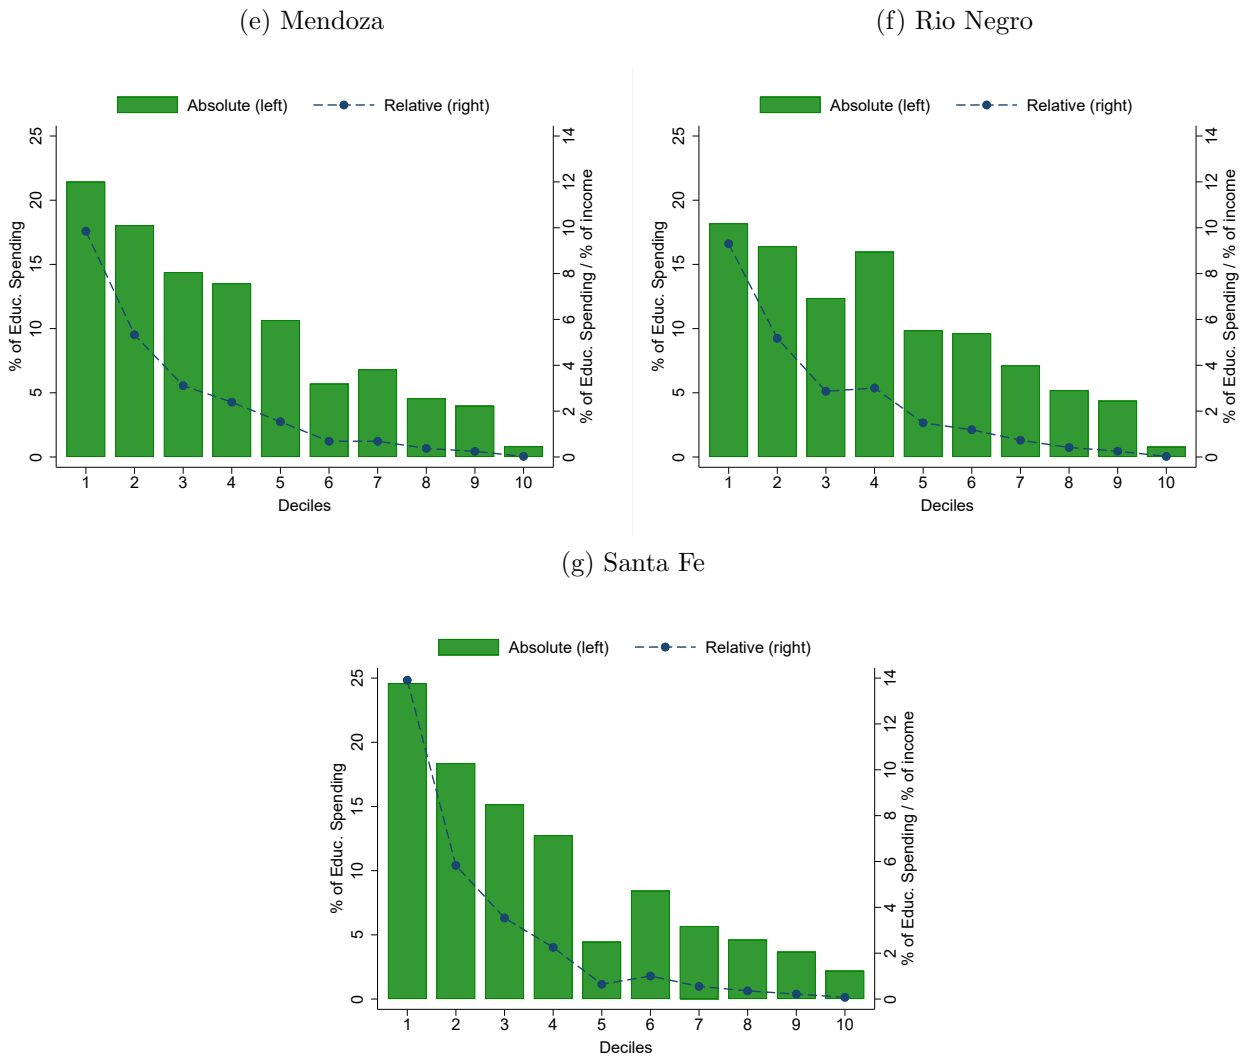 (e) Mendoza
Absolute (left) Relative (right)
% of Educ. Spending
0 5 10 15 20 25
% of Educ. Spending / % of income
0 2 4 6 8 10 12 14
1 2 3 4 5 6 7 8 9 10
Deciles
(f) Rio Negro
Absolute (left) Relative (right)
% of Educ. Spending
0 5 10 15 20 25
% of Educ. Spending / % of income
0 2 4 6 8 10 12 14
1 2 3 4 5 6 7 8 9 10
Deciles
(g) Santa Fe
Absolute (left) Relative (right)
% of Educ. Spending
0 5 10 15 20 25
% of Educ. Spending / % of income
0 2 4 6 8 10 12 14
1 2 3 4 5 6 7 8 9 10
Deciles